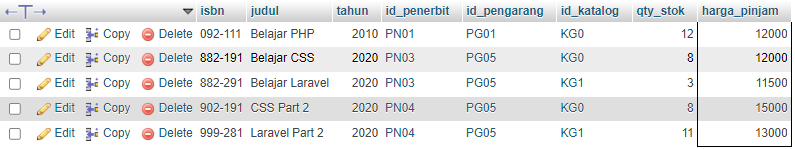 isbn judul tahun id_penerbit id_pengarang id_katalog qty_stok harga_pinjam
Edit Copy Delete 092-111 Belajar PHP 2010 PN01 PG01 KG0 12 12000
Edit Copy Delete 882-191 Belajar CSS 2020 PN03 PG05 KG0 8 12000
Edit Copy Delete 882-291 Belajar Laravel 2020 PN03 PG05 KG1 3 11500
Edit Copy Delete 902-191 CSS Part 2 2020 PN04 PG05 KG0 8 15000
Edit Copy Delete 999-281 Laravel Part 2 2020 PN04 PG05 KG1 11 13000